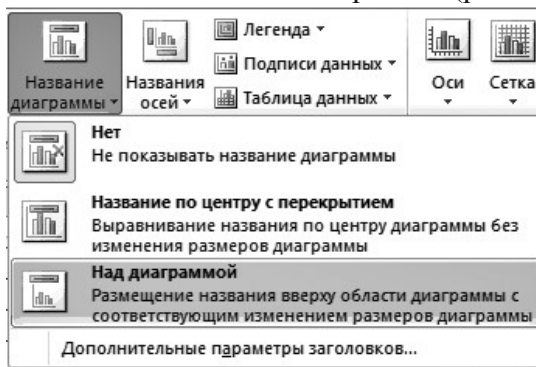 Легенда
Подписи данных
Название
диаграммы
Названия
осей
Таблица данных
Оси
Сетка
Нет
Не показывать название диаграммы
Название по центру с перекрытием
Выравнивание названия по центру диаграммы без
изменения размеров диаграммы
Над диаграммой
Размещение названия вверху области диаграммы с
соответствующим изменением размеров диаграммы
Дополнительные параметры заголовков...